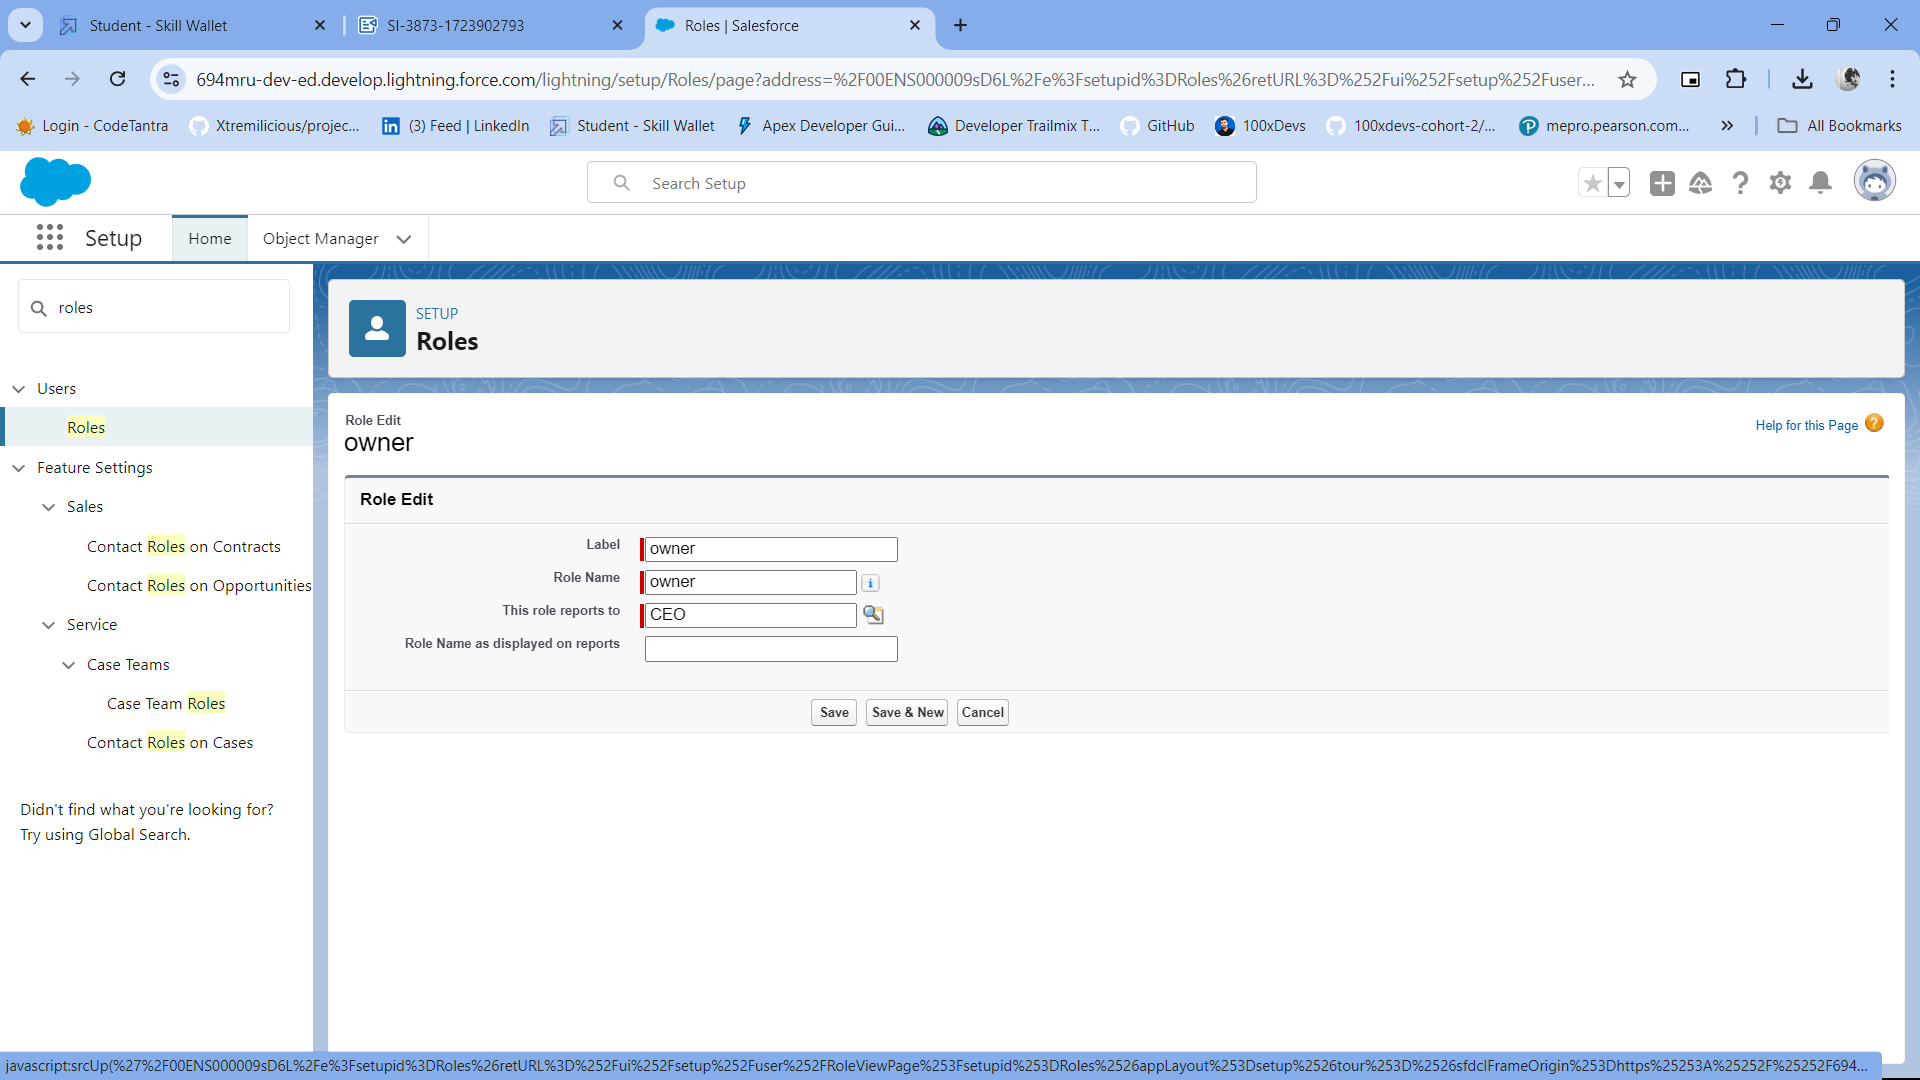 Student - Skill Wallet
SI-3873-1723902793
Roles | Salesforce
694mru-dev-ed.develop.lightning.force.com/lightning/setup/Roles/page?address=%2F00ENS000009sD6L%2Fe%3Fsetupid%3DRoles%26retURL%3D%252Fui%252Fsetup%252Fuser...
Login - CodeTantra
Xtremilicious/projec...
(3) Feed | LinkedIn
Student - Skill Wallet
Apex Developer Gui...
Developer Trailmix T...
GitHub
100xDevs
100xdevs-cohort-2/...
mepro.pearson.com...
All Bookmarks
Search Setup
Setup
Home
Object Manager
roles
Users
Roles
Feature Settings
Sales
Contact Roles on Contracts
Contact Roles on Opportunities
Service
Case Teams
Case Team Roles
Contact Roles on Cases
Didn't find what you're looking for?
Try using Global Search.
SETUP
Roles
Role Edit
owner
Help for this Page
Role Edit
Label owner
Role Name owner
This role reports to CEO
Role Name as displayed on reports
Save Save & New Cancel
javascript:srcUp(%27%2F00ENS000009sD6L%2Fe%3Fsetupid%3DRoles%26retURL%3D%252Fui%252Fsetup%252Fuser%252FRoleViewPage%253Fsetupid%253DRoles%2526appLayout%253Dsetup%2526tour%253D%2526sfdcIFrameOrigin%253Dhttps%25253A%25252F%25252F694...